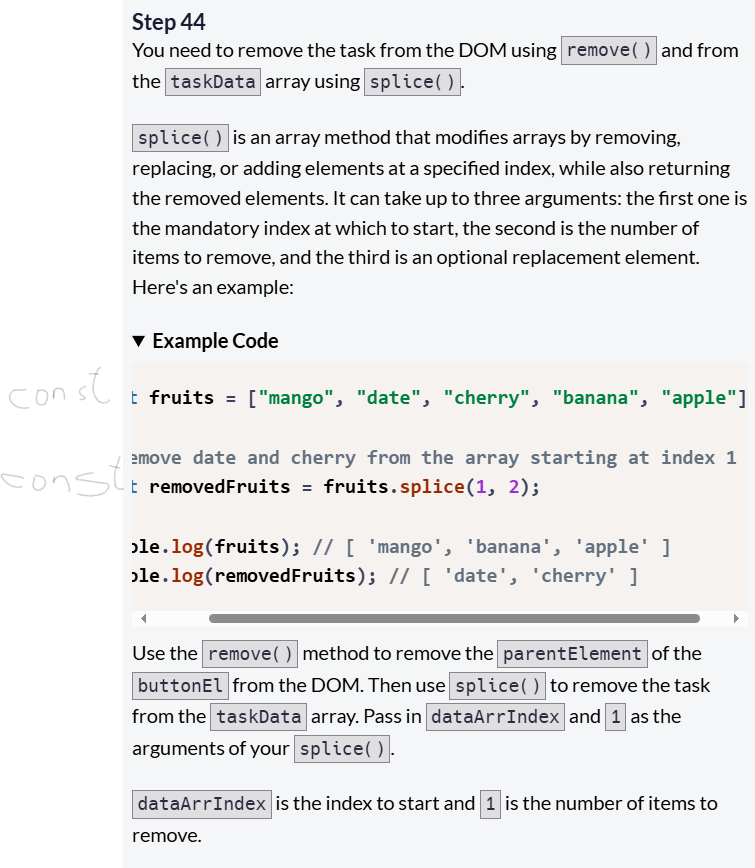 Step 44
You need to remove the task from the DOM using remove() and from
the taskData array using splice().
splice() is an array method that modifies arrays by removing,
replacing, or adding elements at a specified index, while also returning
the removed elements. It can take up to three arguments: the first one is
the mandatory index at which to start, the second is the number of
items to remove, and the third is an optional replacement element.
Here's an example:
▼ Example Code
const t fruits = ["mango", "date", "cherry", "banana", "apple"]
emove date and cherry from the array starting at index 1
const t removedFruits = fruits.splice(1, 2);
ole.log(fruits); // [ 'mango', 'banana', 'apple' ]
ole.log(removedFruits); // [ 'date', 'cherry' ]
Use the remove() method to remove the parentElement of the
buttonEl from the DOM. Then use splice() to remove the task
from the taskData array. Pass in dataArrIndex and 1 as the
arguments of your splice().
dataArrIndex is the index to start and 1 is the number of items to
remove.